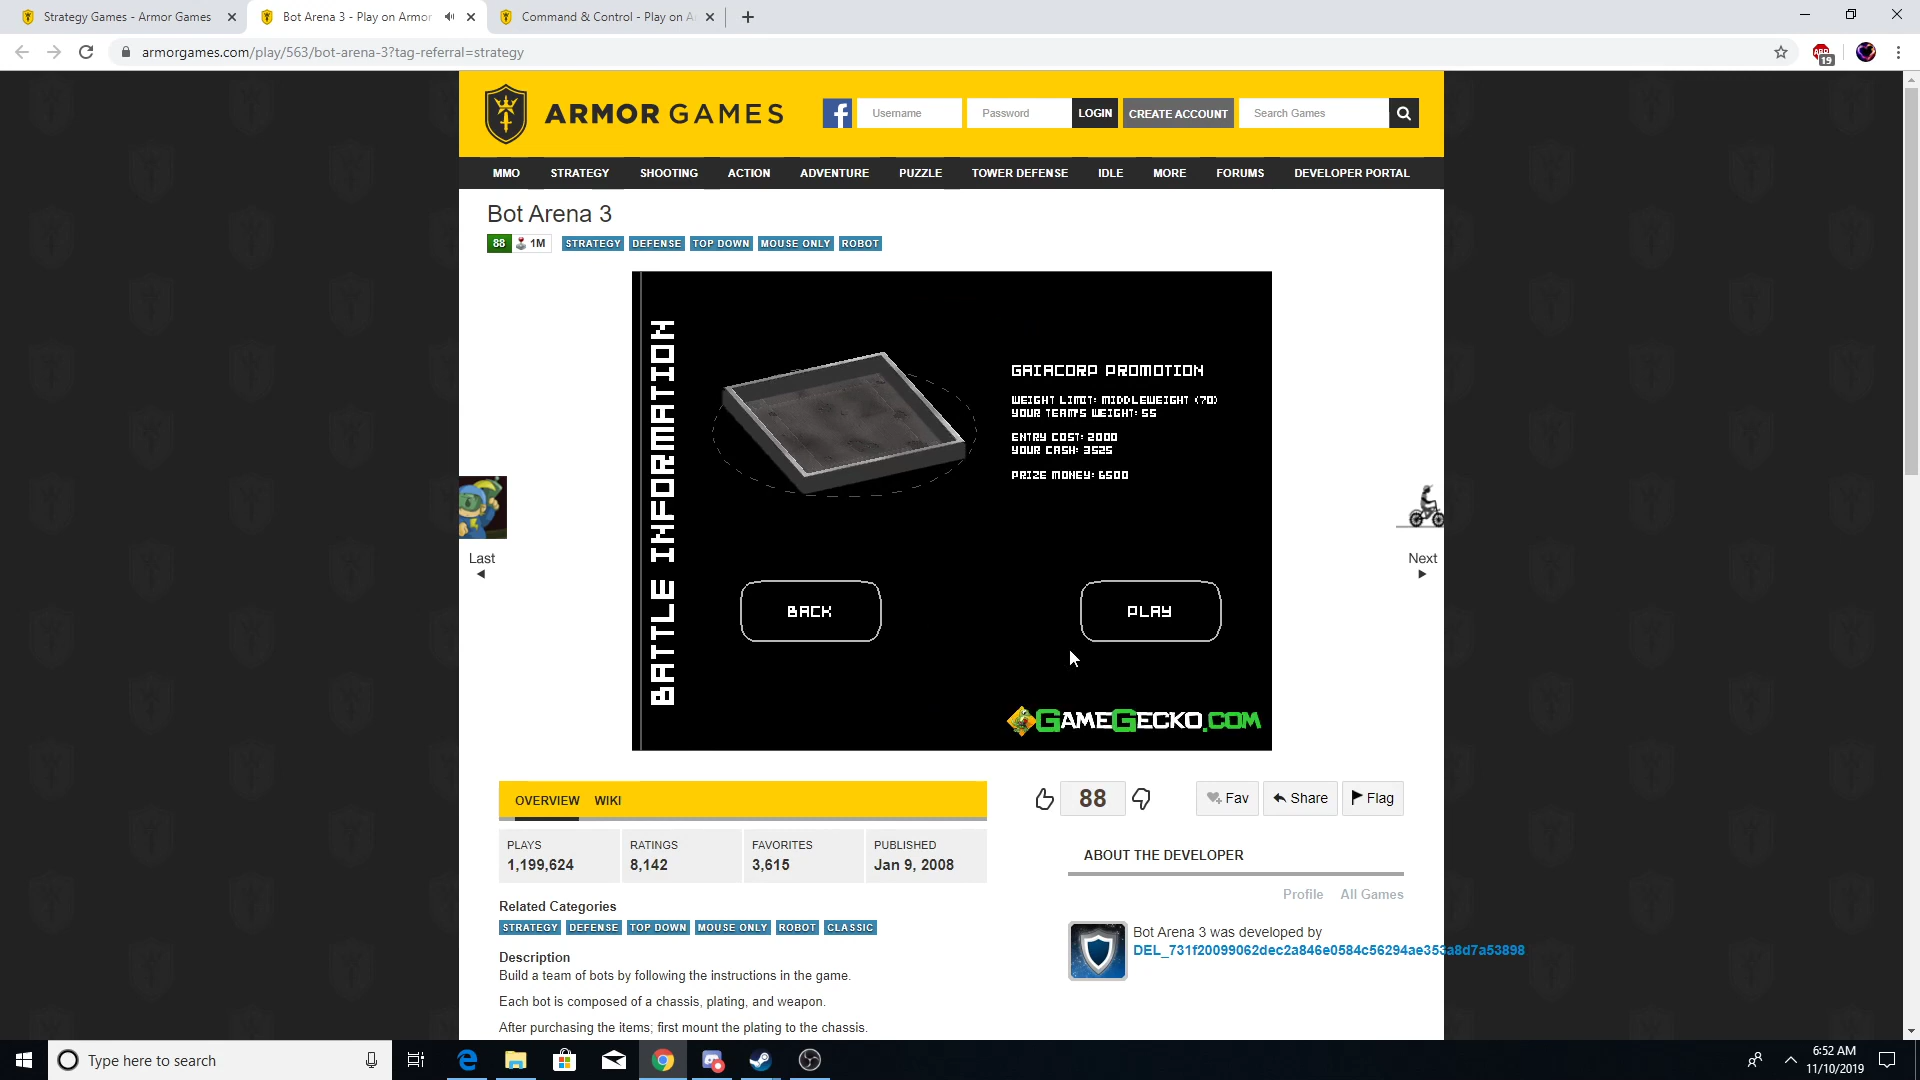 Strategy Games - Armor Games
Bot Arena 3 - Play on Armor
Command & Control - Play on A
armorgames.com/play/563/bot-arena-3?tag-referral=strategy
19
ARMOR GAMES
Username
Password
LOGIN
CREATE ACCOUNT
Search Games
MMO STRATEGY SHOOTING ACTION ADVENTURE PUZZLE TOWER DEFENSE IDLE MORE FORUMS DEVELOPER PORTAL
Bot Arena 3
88 1M STRATEGY DEFENSE TOP DOWN MOUSE ONLY ROBOT
BATTLE INFORMATION
GAIACORP PROMOTION
WEIGHT LIMIT: MIDDLEWEIGHT (70)
YOUR TEAM'S WEIGHT: 55
ENTRY COST: 2000
YOUR CASH: 3525
PRIZE MONEY: 6500
Last
Next
BACK
PLAY
GAMEGECKO.COM
OVERVIEW WIKI
88
Fav
Share
Flag
PLAYS
1,199,624
RATINGS
8,142
FAVORITES
3,615
PUBLISHED
Jan 9, 2008
ABOUT THE DEVELOPER
Profile All Games
Related Categories
STRATEGY DEFENSE TOP DOWN MOUSE ONLY ROBOT CLASSIC
Bot Arena 3 was developed by
DEL_731f20099062dec2a846e0584c56294ae353a8d7a53898
Description
Build a team of bots by following the instructions in the game.
Each bot is composed of a chassis, plating, and weapon.
After purchasing the items; first mount the plating to the chassis.
Type here to search
6:52 AM
11/10/2019